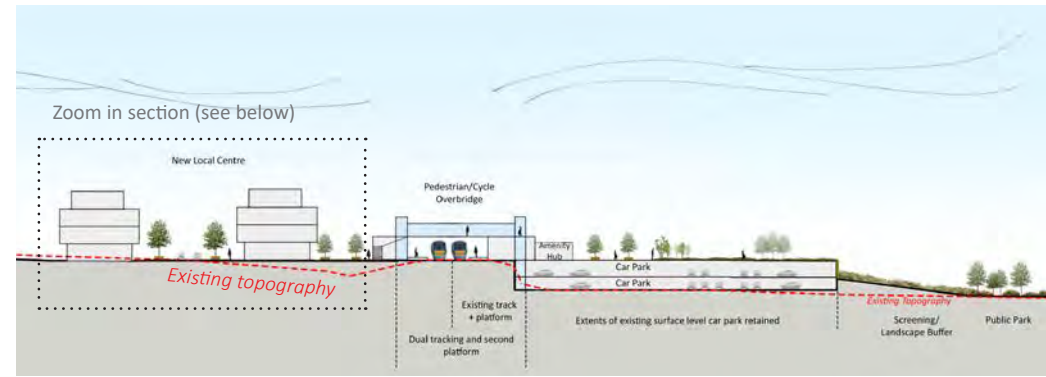 Zoom in section (see below)
New Local Centre
Pedestrian/Cycle
Overbridge
Amenity
Hub
Car Park
Car Park
Existing topography
Existing Topography
Existing track
+ platform
Extents of existing surface level car park retained
Screening/
Landscape Buffer
Public Park
Dual tracking and second
platform